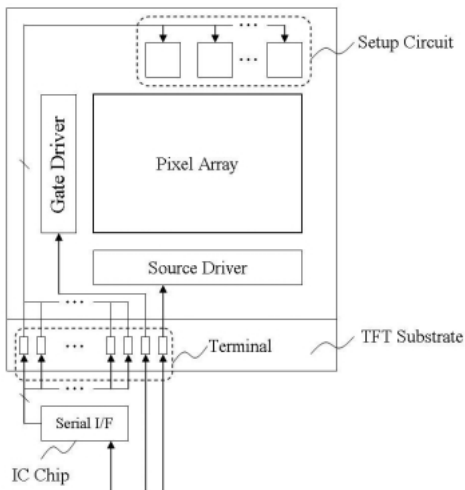 Setup Circuit
Gate Driver
Pixel Array
Source Driver
TFT Substrate
Terminal
Serial I/F
IC Chip